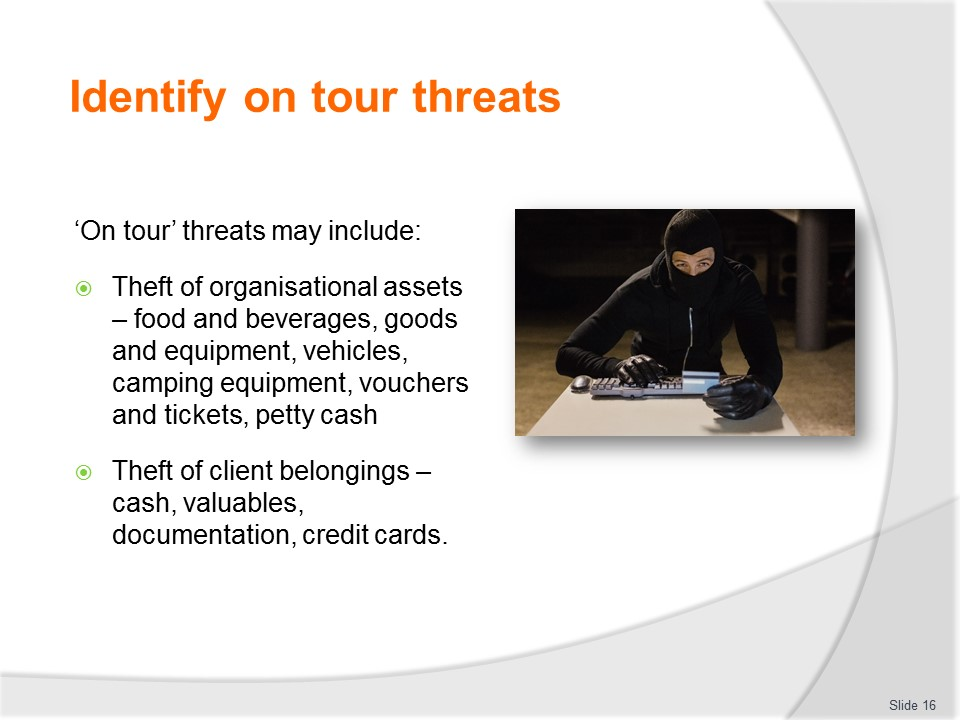 Identify on tour threats
‘On tour’ threats may include:
Theft of organisational assets
– food and beverages, goods
and equipment, vehicles,
camping equipment, vouchers
and tickets, petty cash
Theft of client belongings –
cash, valuables,
documentation, credit cards.
Slide 16